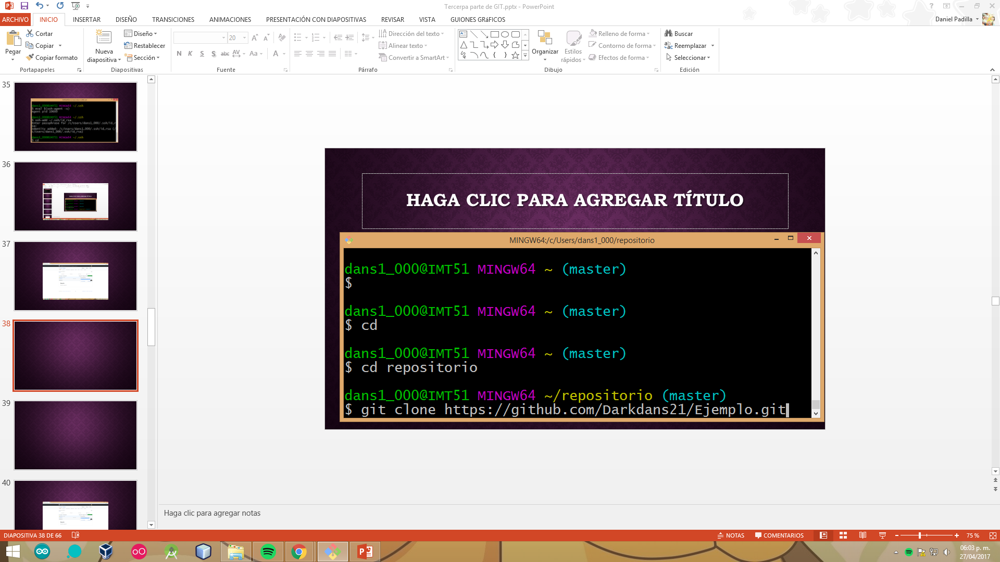 Tercerpa parte de GIT.pptx - PowerPoint
ARCHIVO INICIO INSERTAR DISEÑO TRANSICIONES ANIMACIONES PRESENTACIÓN CON DIAPOSITIVAS REVISAR VISTA GUIONES GRáFICOS Daniel Padilla
Pegar
Cortar
Copiar
Copiar formato
Portapapeles
Nueva
diapositiva
Diseño
Restablecer
Sección
Diapositivas
20
N K S S abc AV Aa A
Fuente
Dirección del texto
Alinear texto
Convertir a SmartArt
Párrafo
Organizar
Estilos
rápidos
Relleno de forma
Contorno de forma
Efectos de forma
Dibujo
Buscar
Reemplazar
Seleccionar
Edición
35
36
37
38
39
40
HAGA CLIC PARA AGREGAR TÍTULO
MINGW64:/c/Users/dans1_000/repositorio
dans1_000@IMT51 MINGW64 ~ (master)
$
dans1_000@IMT51 MINGW64 ~ (master)
$ cd
dans1_000@IMT51 MINGW64 ~ (master)
$ cd repositorio
dans1_000@IMT51 MINGW64 ~/repositorio (master)
$ git clone https://github.com/Darkdans21/Ejemplo.git
Haga clic para agregar notas
DIAPOSITIVA 38 DE 66 NOTAS COMENTARIOS 75 %
06:03 p. m.
27/04/2017